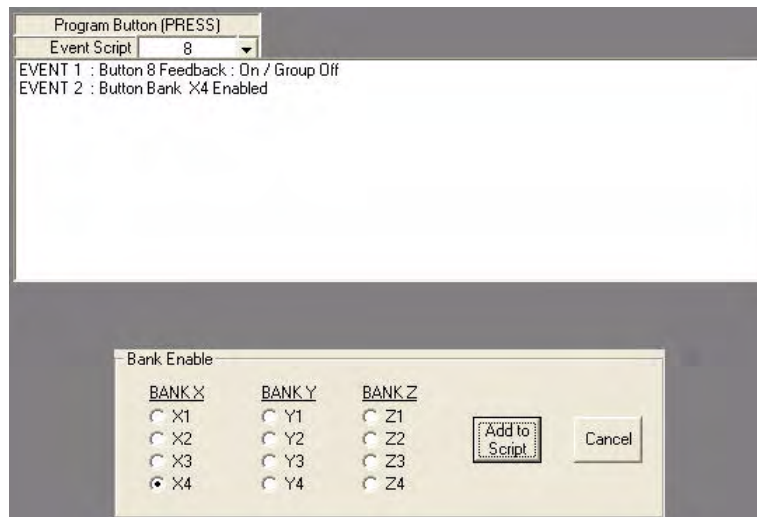 Program Button (PRESS)
Event Script 8
EVENT 1 : Button 8 Feedback : On / Group Off
EVENT 2 : Button Bank X4 Enabled
Bank Enable
BANK X BANK Y BANK Z
X1 Y1 Z1
X2 Y2 Z2
X3 Y3 Z3
X4 Y4 Z4
Add to
Script
Cancel